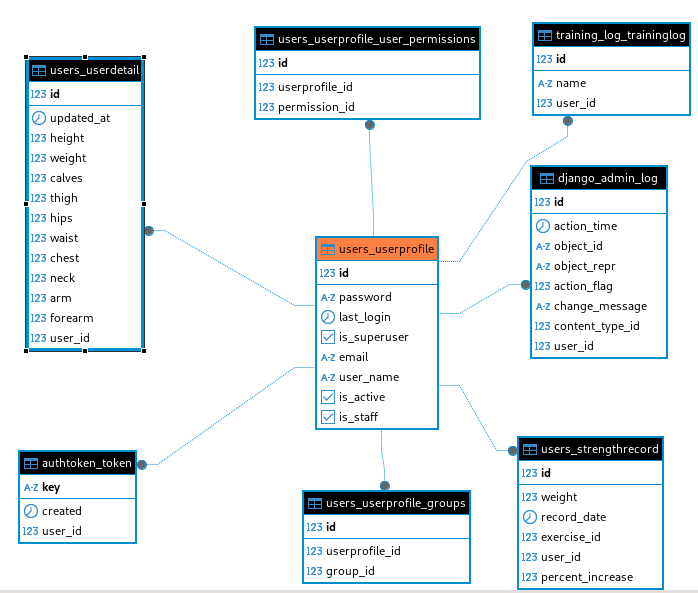 users_userprofile_user_permissions
123 id
123 userprofile_id
123 permission_id
training_log_traininglog
123 id
A-Z name
123 user_id
users_userdetail
123 id
updated_at
123 height
123 weight
123 calves
123 thigh
123 hips
123 waist
123 chest
123 neck
123 arm
123 forearm
123 user_id
django_admin_log
123 id
action_time
A-Z object_id
A-Z object_repr
123 action_flag
A-Z change_message
123 content_type_id
123 user_id
users_userprofile
123 id
A-Z password
last_login
is_superuser
A-Z email
A-Z user_name
is_active
is_staff
authtoken_token
A-Z key
created
123 user_id
users_userprofile_groups
123 id
123 userprofile_id
123 group_id
users_strengthrecord
123 id
123 weight
record_date
123 exercise_id
123 user_id
123 percent_increase